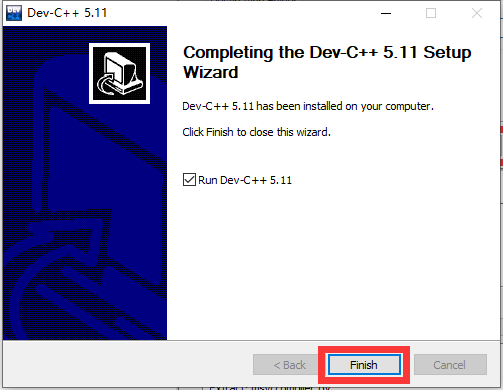 Dev-C++ 5.11
Completing the Dev-C++ 5.11 Setup
Wizard
Dev-C++ 5.11 has been installed on your computer.
Click Finish to close this wizard.
Run Dev-C++ 5.11
< Back
Finish
Cancel